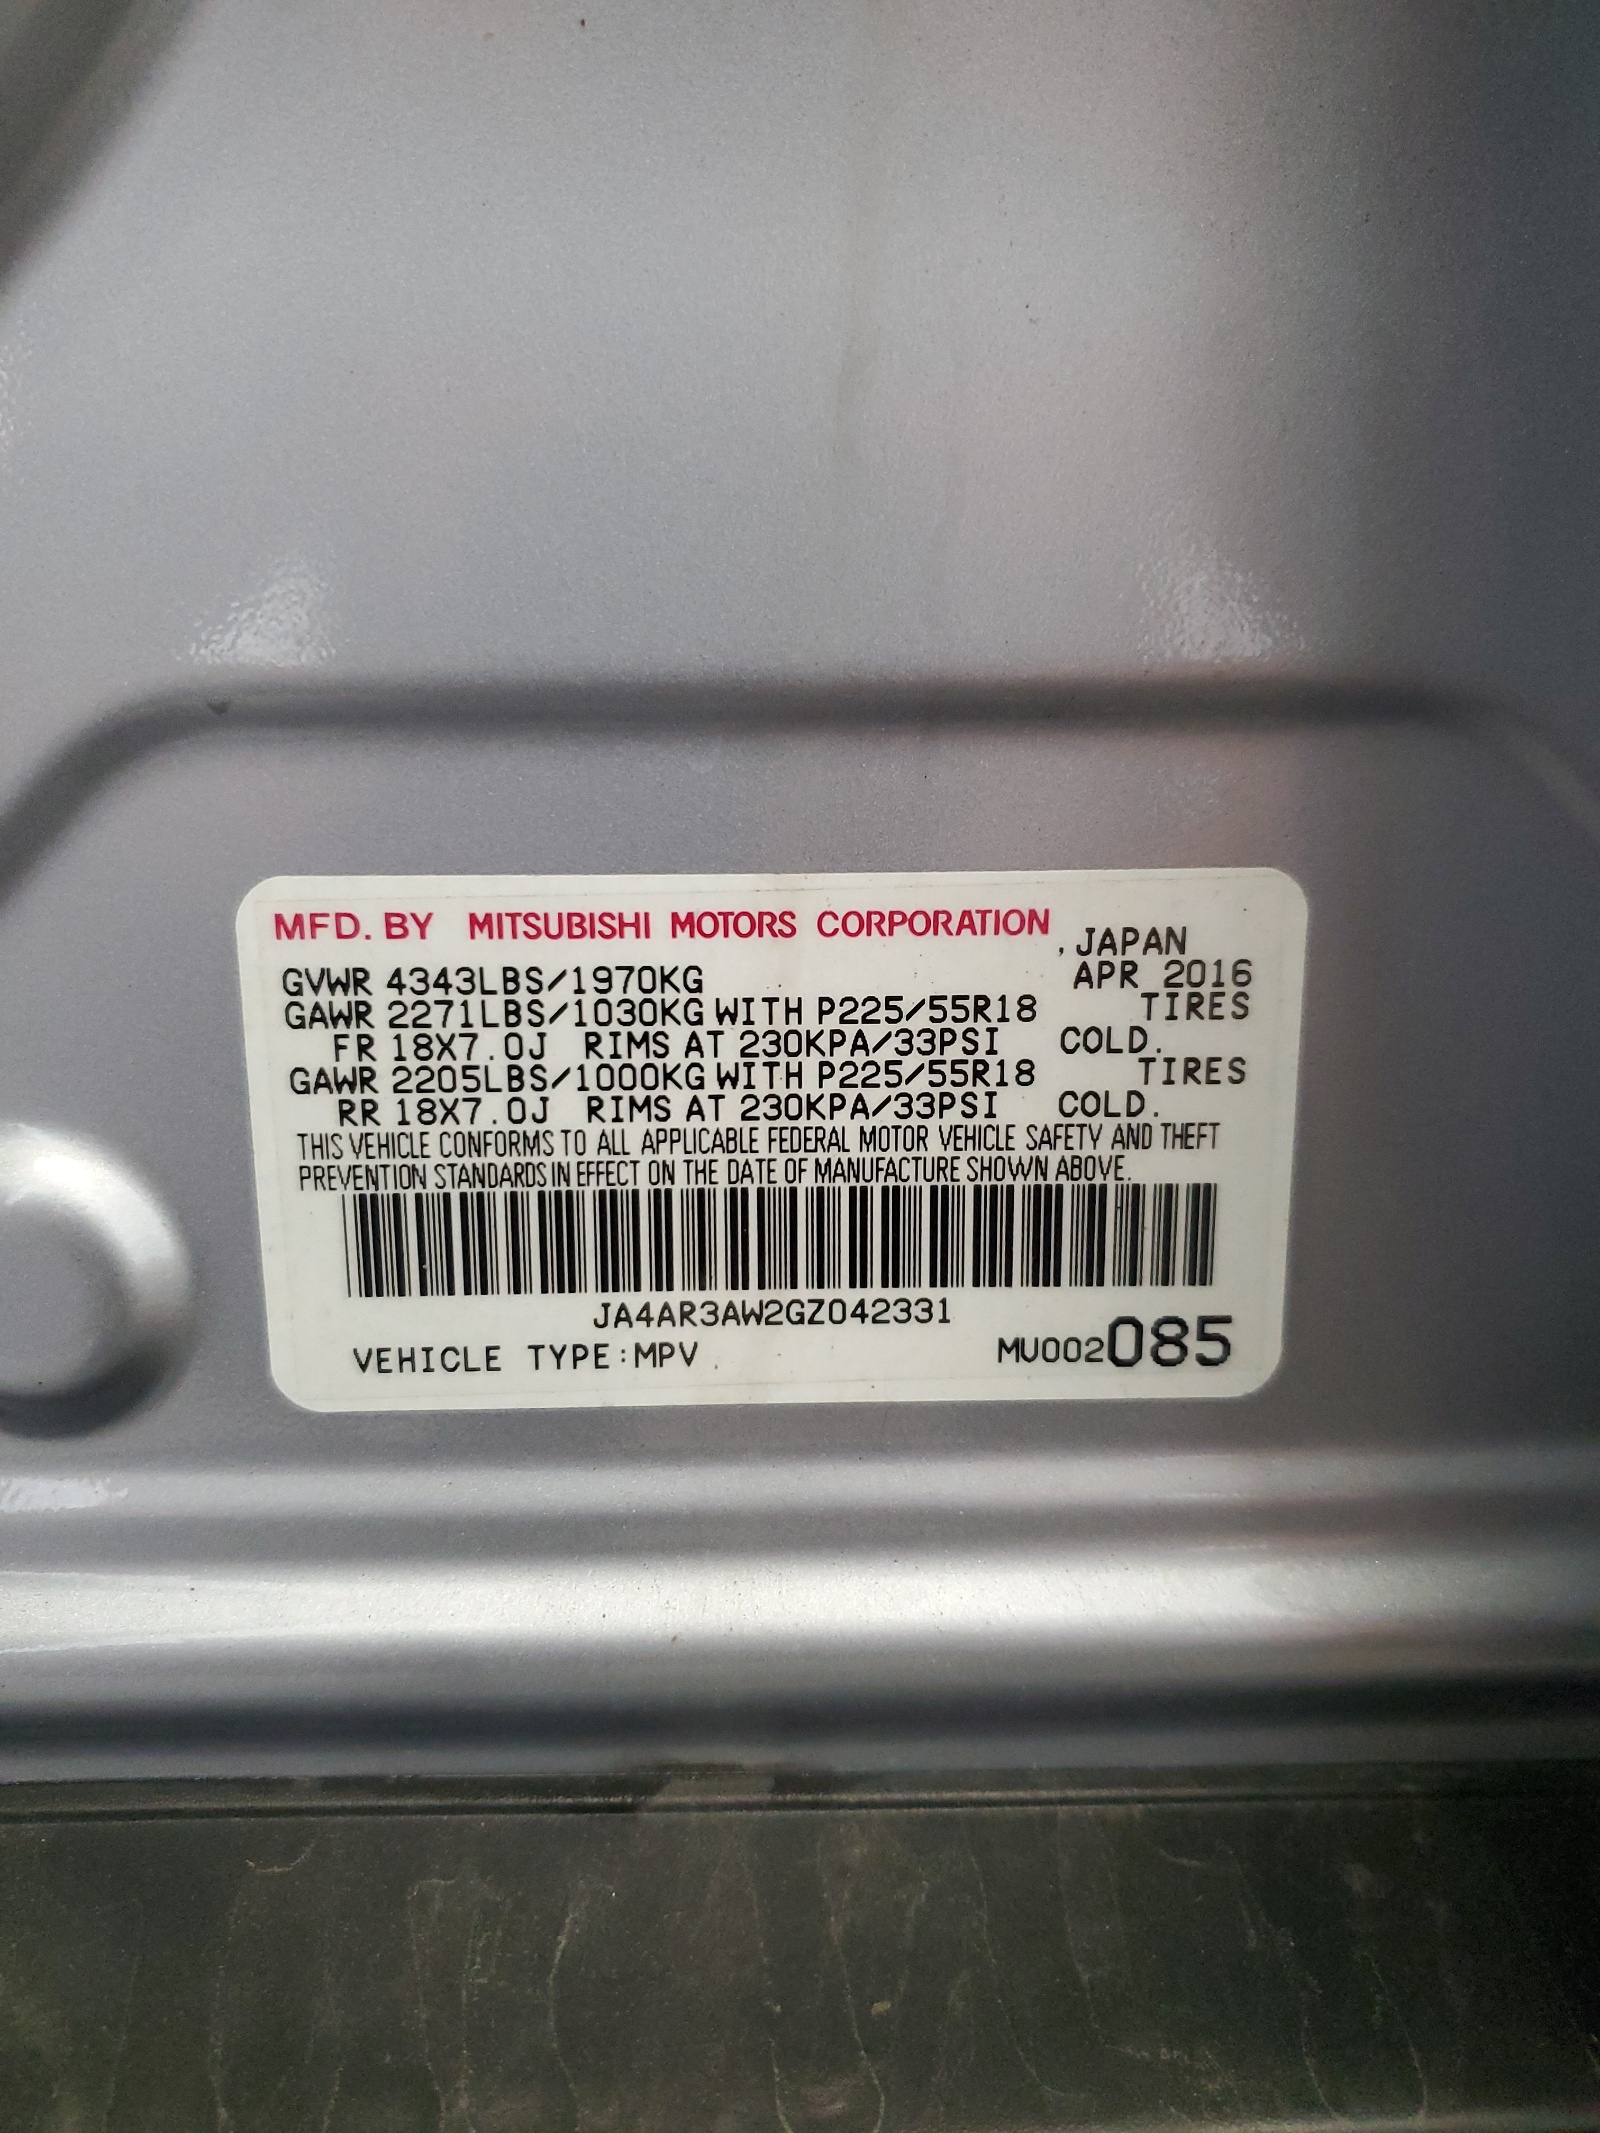 MFD. BY MITSUBISHI MOTORS CORPORATION , JAPAN
GVWR 4343LBS/1970KG APR 2016
GAWR 2271LBS/1030KG WITH P225/55R18 TIRES
FR 18X7.0J RIMS AT 230KPA/33PSI COLD.
GAWR 2205LBS/1000KG WITH P225/55R18 TIRES
RR 18X7.0J RIMS AT 230KPA/33PSI COLD.
THIS VEHICLE CONFORMS TO ALL APPLICABLE FEDERAL MOTOR VEHICLE SAFETY AND THEFT
PREVENTION STANDARDS IN EFFECT ON THE DATE OF MANUFACTURE SHOWN ABOVE.
JA4AR3AW2GZ042331
VEHICLE TYPE:MPV MU002085